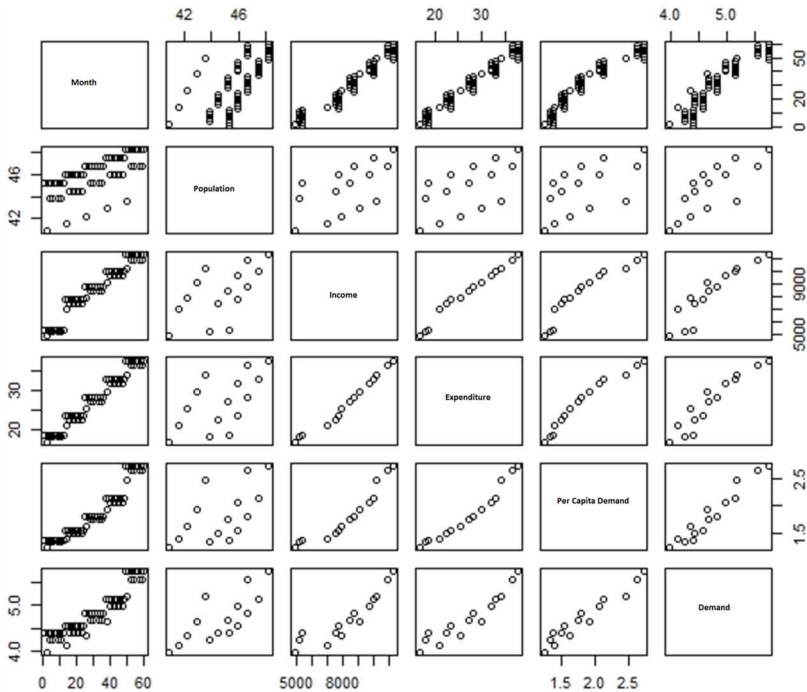 42 46
20 30
4.0 5.0
Month
0 20 50
42 46
Population
Income
5000 9000
20 30
Expenditure
Per Capita Demand
1.5 2.5
4.0 5.0
Demand
0 20 40 60
5000 8000
1.5 2.0 2.5